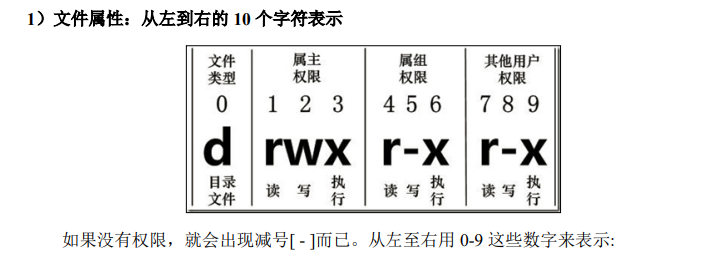 1）文件属性：从左到右的 10 个字符表示
文件 属主 属组 其他用户
类型 权限 权限 权限
0 1 2 3 4 5 6 7 8 9
d rwx r-x r-x
目录 读 写 执 读 写 执 读 写 执
文件 行 行 行
如果没有权限，就会出现减号[ - ]而已。从左至右用 0-9 这些数字来表示: